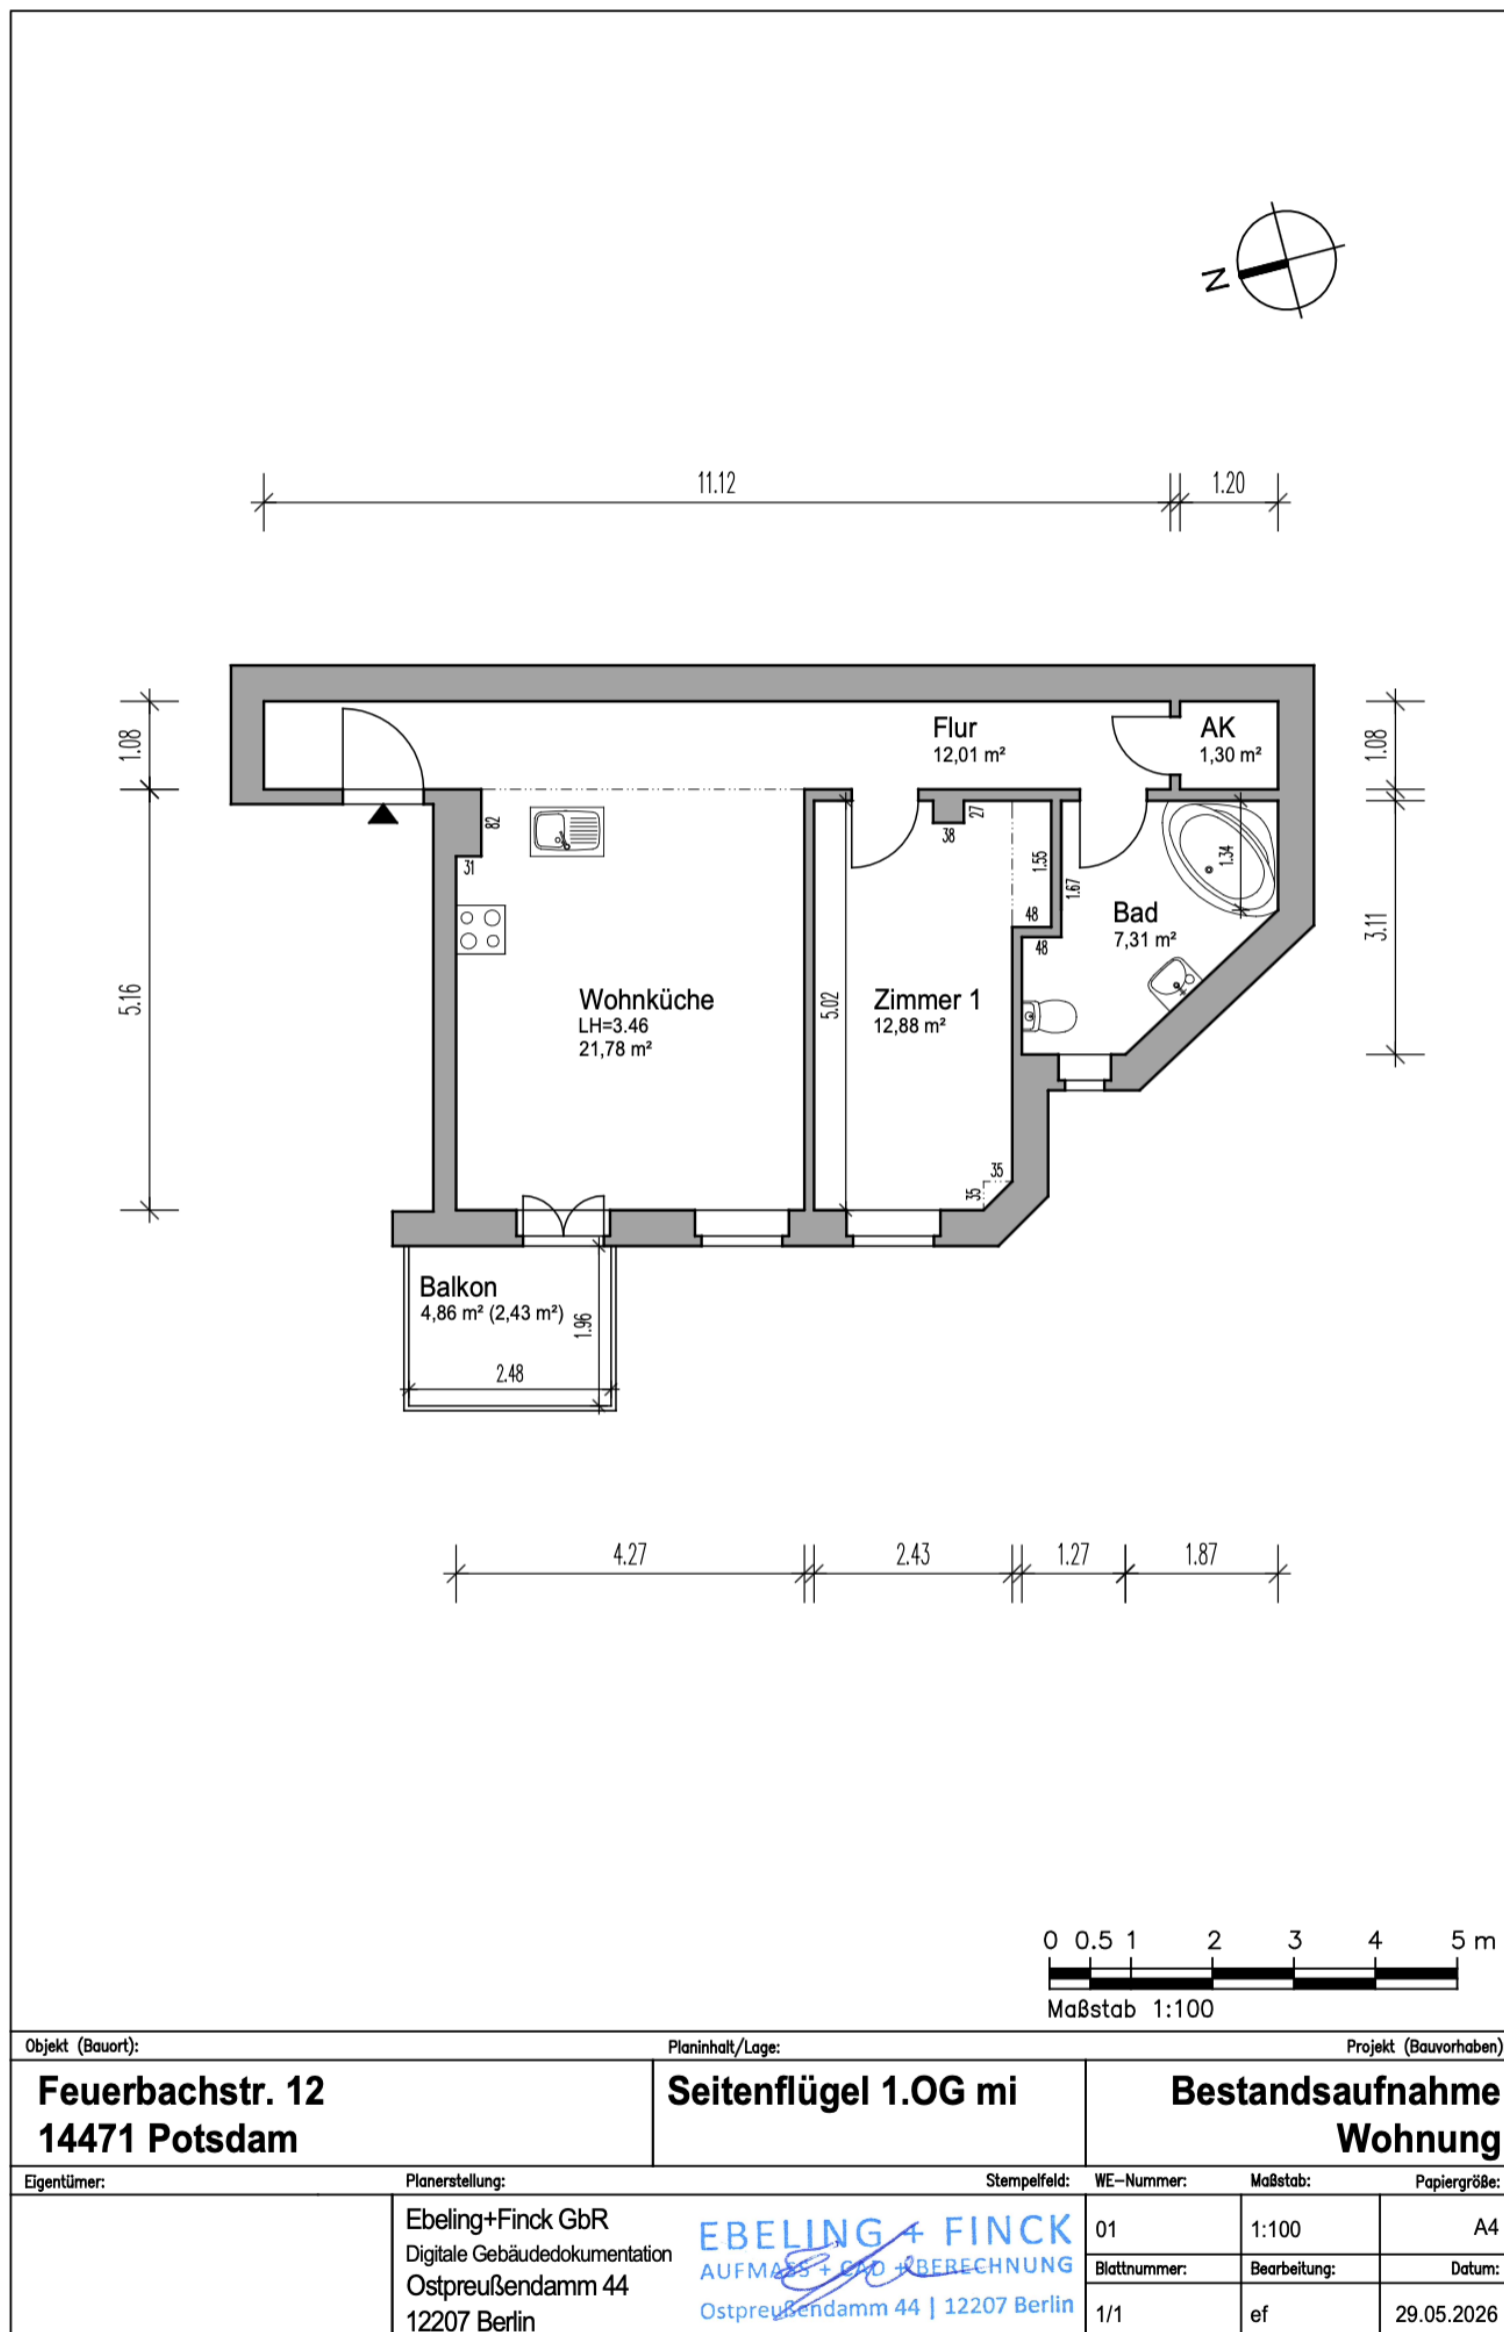 N
11.12
1.20
1.08
1.08
Flur
12,01 m²
AK
1,30 m²
82
31
38
27
1.55
1.67
48
48
1.34
Bad
7,31 m²
3.11
5.16
Wohnküche
LH=3.46
21,78 m²
5.02
Zimmer 1
12,88 m²
35
35
Balkon
4,86 m² (2,43 m²)
1.96
2.48
4.27
2.43
1.27
1.87
0 0.5 1 2 3 4 5 m
Maßstab 1:100
Objekt (Bauort):
Planinhalt/Lage:
Projekt (Bauvorhaben)
Feuerbachstr. 12
14471 Potsdam
Seitenflügel 1.OG mi
Bestandsaufnahme
Wohnung
Eigentümer:
Planerstellung:
Stempelfeld:
WE-Nummer:
Maßstab:
Papiergröße:
Ebeling+Finck GbR
Digitale Gebäudedokumentation
Ostpreußendamm 44
12207 Berlin
EBELING + FINCK
AUFMASS + CAD + BERECHNUNG
Ostpreußendamm 44 | 12207 Berlin
01
1:100
A4
Blattnummer:
Bearbeitung:
Datum:
1/1
ef
29.05.2026